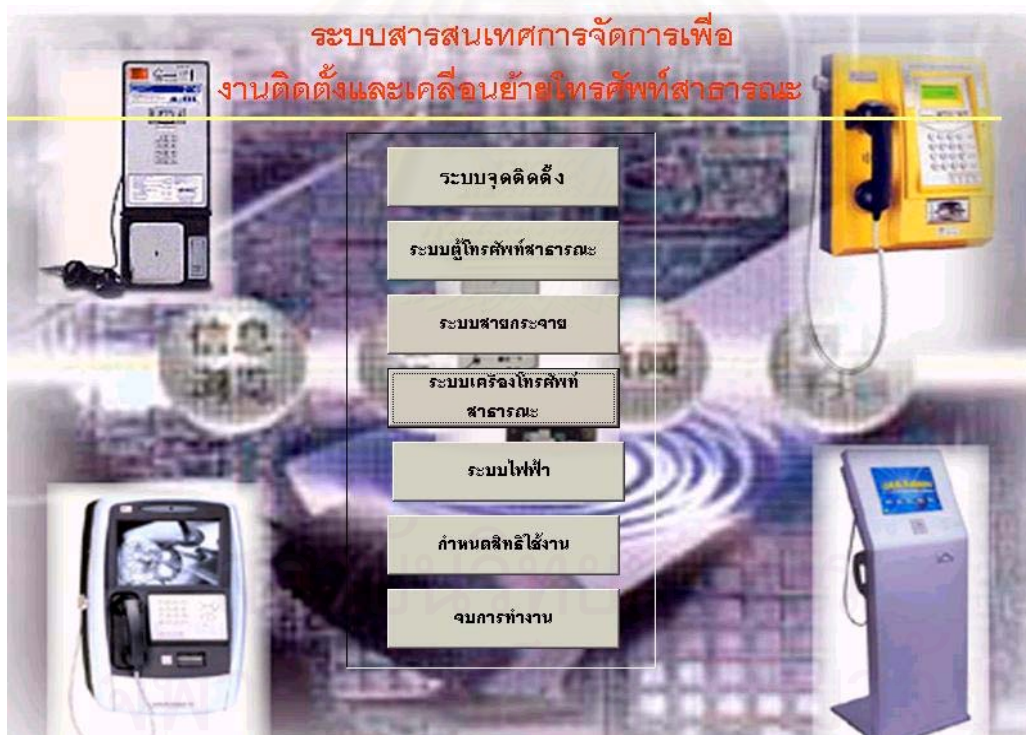 ระบบสารสนเทศการจัดการเพื่อ
งานติดตั้งและเคลื่อนย้ายโทรศัพท์สาธารณะ
ระบบจุดติดตั้ง
ระบบตู้โทรศัพท์สาธารณะ
ระบบสายกระจาย
ระบบเครื่องโทรศัพท์
สาธารณะ
ระบบไฟฟ้า
กำหนดสิทธิใช้งาน
จบการทำงาน